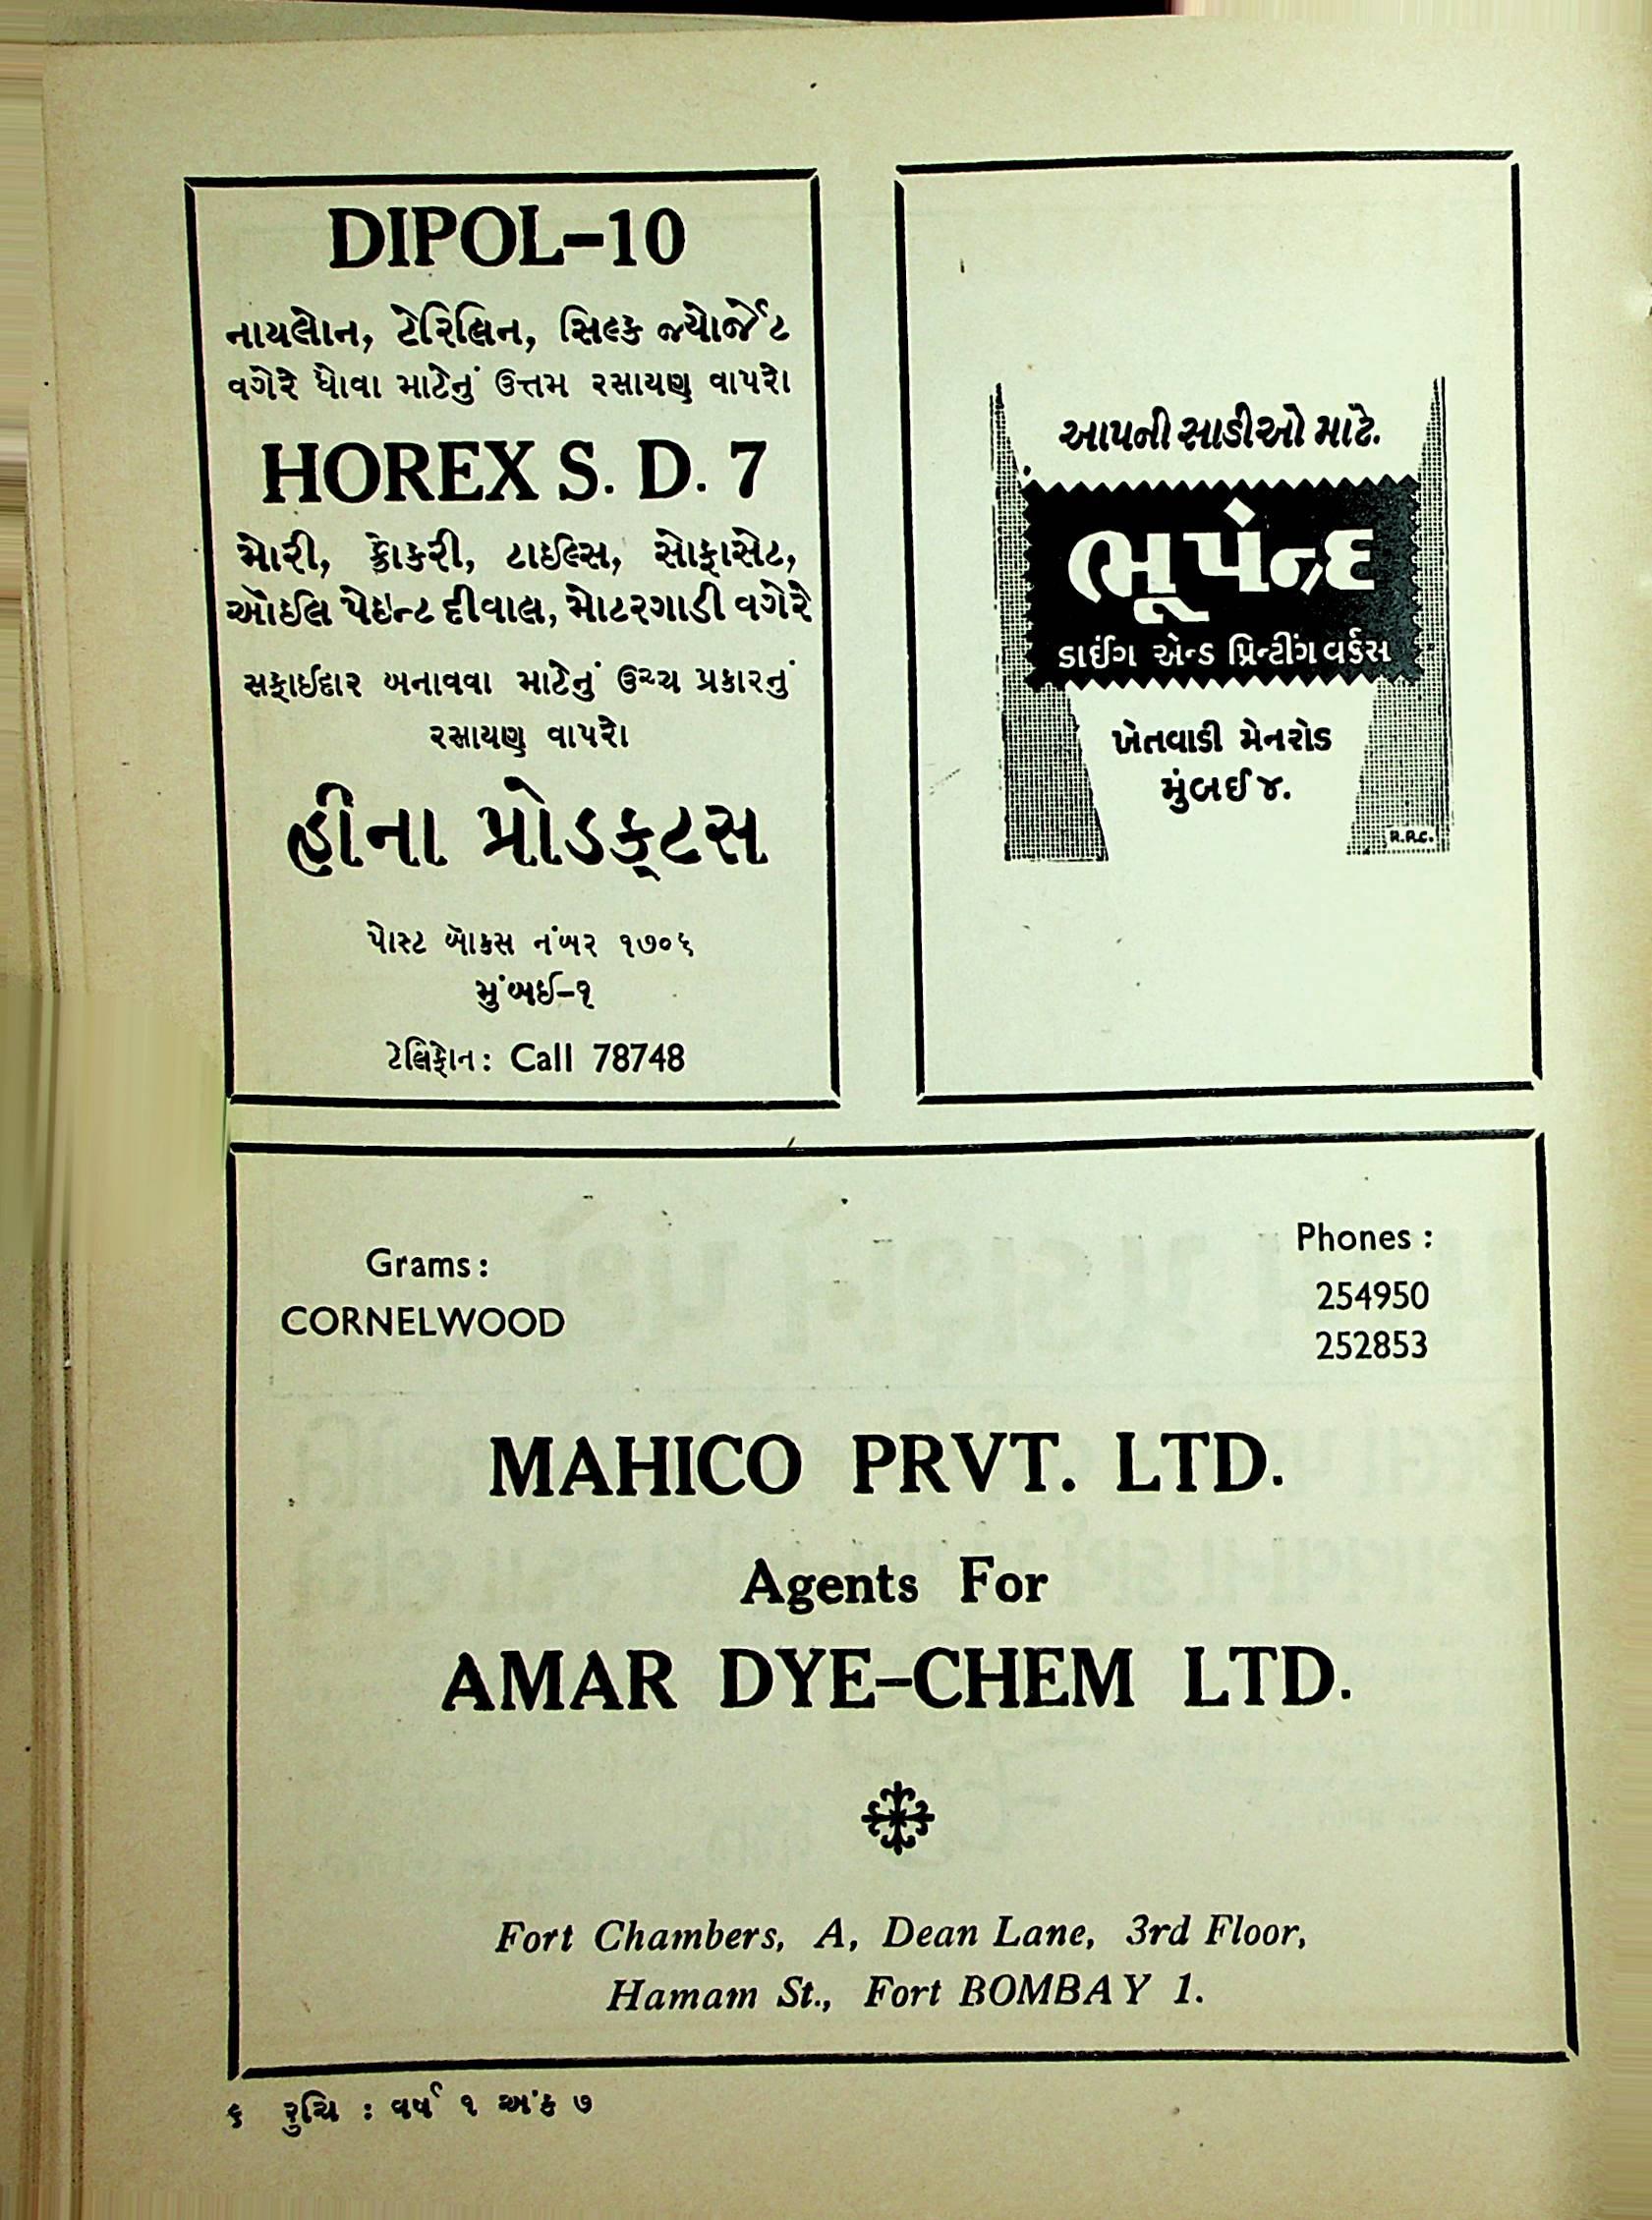 DIPOL-10
નાયલોન, ટેરિલિન, સિલ્ક જ્યોર્જેટ
વગેરે ધોવા માટેનું ઉત્તમ રસાયણ વાપરો
HOREX S. D. 7
મોરી, ક્રોકરી, ટાઇલ્સ, સોફાસેટ,
ઓઇલ પેઇન્ટ દીવાલ, મોટરગાડી વગેરે
સફાઈદાર બનાવવા માટેનું ઉચ્ચ પ્રકારનું
રસાયણ વાપરો
હીના પ્રોડક્ટસ
પોસ્ટ બોક્સ નંબર ૧૭૦૬
મુંબઈ-૧
ટેલિફોન: Call 78748
આપની સાડીઓ માટે.
ભૂપેન્દ્ર
ડાઈંગ એન્ડ પ્રિન્ટીંગ વર્કસ
ખેતવાડી મેનરોડ
મુંબઈ ૪.
R.R.C.
Grams:
CORNELWOOD
Phones :
254950
252853
MAHICO PRVT. LTD.
Agents For
AMAR DYE-CHEM LTD.
Fort Chambers, A, Dean Lane, 3rd Floor,
Hamam St., Fort BOMBAY 1.
૬ રુચિ : વર્ષ ૧ અંક ૭